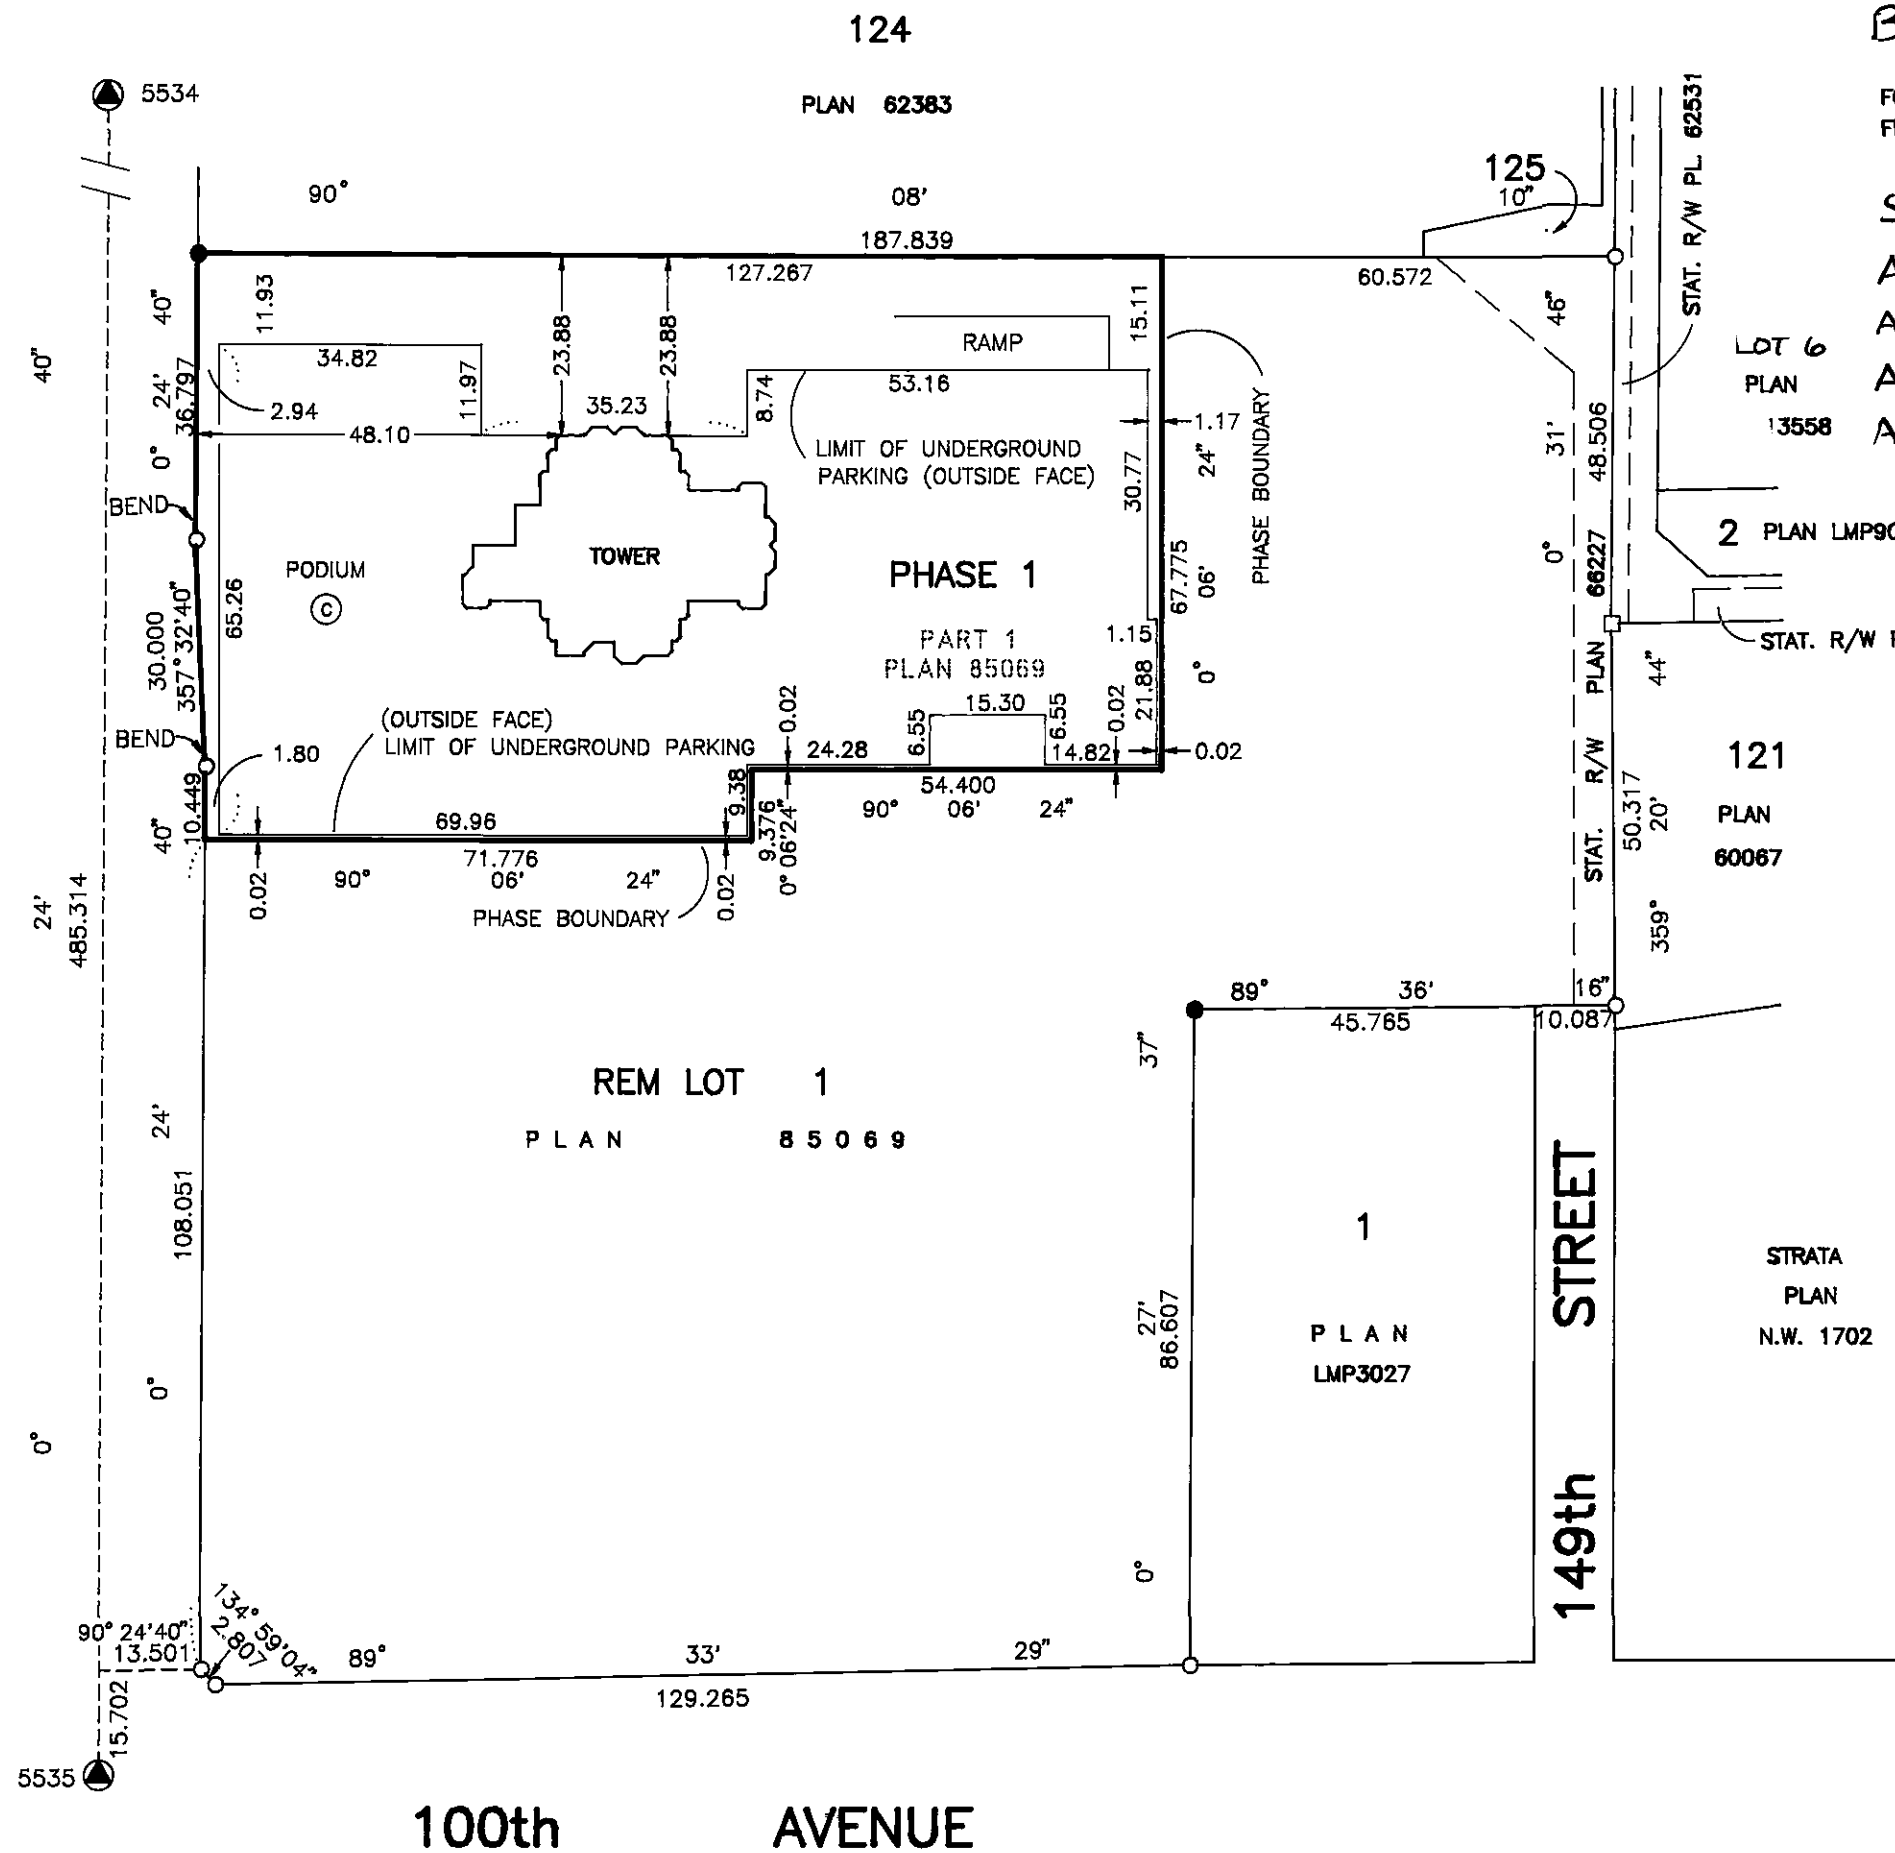 124
5534
PLAN 62383
STAT. R/W PL. 62531
125
90° 08' 10"
187.839
127.267
60.572
40"
24'
0°
36.797
11.93
34.82
11.97
2.94
48.10
23.88
23.88
35.23
8.74
RAMP
53.16
15.11
1.17
LIMIT OF UNDERGROUND
PARKING (OUTSIDE FACE)
30.77
24"
06'
0°
67.775
PHASE BOUNDARY
46"
31'
0°
48.506
LOT 6
PLAN
13558
BEND
PODIUM
C
65.26
TOWER
PHASE 1
PART 1
PLAN 85069
1.15
21.88
2 PLAN LMP90
STAT. R/W
STAT. R/W PLAN 66227
30.000
357° 32' 40"
BEND
1.80
10.449
40"
(OUTSIDE FACE)
LIMIT OF UNDERGROUND PARKING
0.02
24.28
6.55
15.30
6.55
14.82
0.02
0.02
54.400
90° 06' 24"
9.38
9.376
0° 06'24"
69.96
71.776
90° 06' 24"
0.02
0.02
PHASE BOUNDARY
44"
20'
359°
50.317
121
PLAN
60067
40"
24'
0°
485.314
24'
0°
108.051
REM LOT 1
PLAN 85069
89° 36' 16"
45.765
10.087
37"
27'
0°
86.607
1
PLAN
LMP3027
149th STREET
STRATA
PLAN
N.W. 1702
134° 59'04"
2.807
90° 24'40"
13.501
15.702
89° 33' 29"
129.265
5535
100th AVENUE